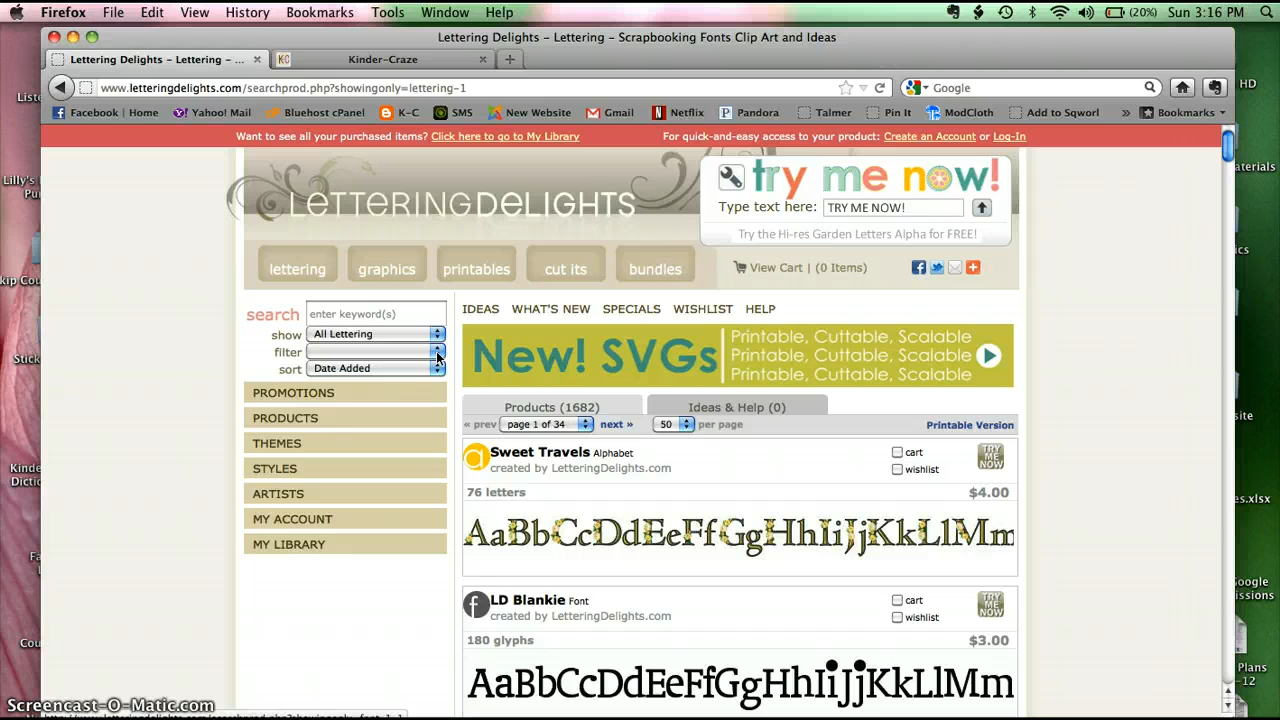 Firefox File Edit View History Bookmarks Tools Window Help (20%) Sun 3:16 PM
Lettering Delights – Lettering – Scrapbooking Fonts Clip Art and Ideas
Lettering Delights – Lettering – ... KC Kinder-Craze
www.letteringdelights.com/searchprod.php?showingonly=lettering-1 Google
Facebook | Home Yahoo! Mail Bluehost cPanel K-C SMS New Website Gmail Netflix Pandora Talmer Pin It ModCloth Add to Sqworl » Bookmarks
Want to see all your purchased items? Click here to go to My Library For quick-and-easy access to your product: Create an Account or Log-In
LETTERINGDELIGHTS
try me now!
Type text here: TRY ME NOW!
Try the Hi-res Garden Letters Alpha for FREE!
lettering graphics printables cut its bundles View Cart | (0 Items)
search enter keyword(s)
show All Lettering
filter
sort Date Added
PROMOTIONS
PRODUCTS
THEMES
STYLES
ARTISTS
MY ACCOUNT
MY LIBRARY
IDEAS WHAT'S NEW SPECIALS WISHLIST HELP
New! SVGs
Printable, Cuttable, Scalable
Printable, Cuttable, Scalable
Printable, Cuttable, Scalable
Products (1682) Ideas & Help (0)
« prev page 1 of 34 next » 50 per page Printable Version
a Sweet Travels Alphabet cart TRY ME NOW
created by LetteringDelights.com wishlist
76 letters $4.00
AaBbCcDdEeFfGgHhIiJjKkLlMm
f LD Blankie Font cart TRY ME NOW
created by LetteringDelights.com wishlist
180 glyphs $3.00
AaBbCcDdEeFfGgHhIiJjKkLlMm
HD
Google
Plans
-12
Screencast-O-Matic.com